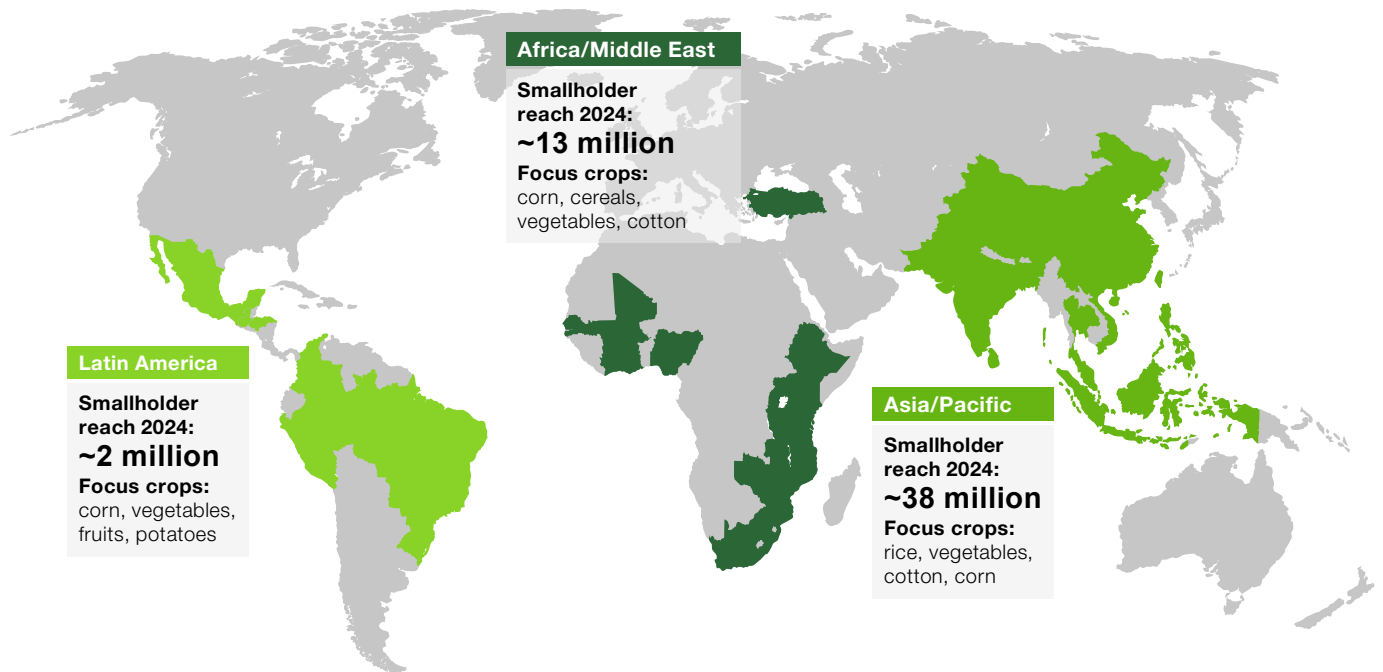 Africa/Middle East
Smallholder
reach 2024:
~13 million
Focus crops:
corn, cereals,
vegetables, cotton
Latin America
Smallholder
reach 2024:
~2 million
Focus crops:
corn, vegetables,
fruits, potatoes
Asia/Pacific
Smallholder
reach 2024:
~38 million
Focus crops:
rice, vegetables,
cotton, corn